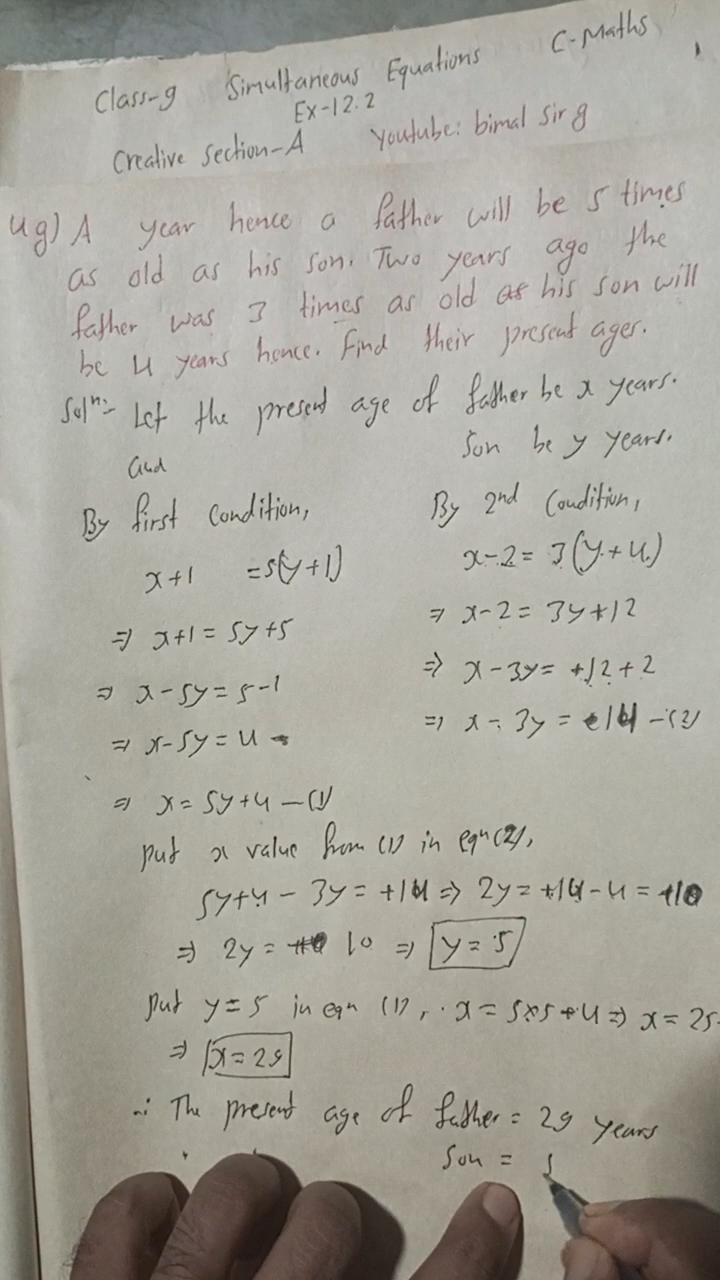 Class-9 Simultaneous Equations C-Maths
Ex-12.2
Creative Section-A Youtube: bimal Sir 9
4g) A year hence a father will be 5 times
as old as his son. Two years ago the
father was 3 times as old as his son will
be 4 years hence. Find their present ages.
Solⁿ:- Let the present age of father be x years.
and Son be y years.
By first condition,
x+1 =5(y+1)
⇒ x+1 = 5y+5
⇒ x-5y= 5-1
⇒ x-5y= 4
⇒ x= 5y+4 -(1)
By 2nd Condition,
x-2= 3(y+4)
⇒ x-2= 3y+12
⇒ x-3y= +12+2
⇒ x-3y = 14 -(2)
put x value from (1) in eqn(2),
5y+4 - 3y= +14 ⇒ 2y= +14-4 = +10
⇒ 2y= 10 ⇒ y=5
put y=5 in eqn (1), x= 5×5+4 ⇒ x= 25
⇒ x=29
∴ The present age of father= 29 years
Son = 5